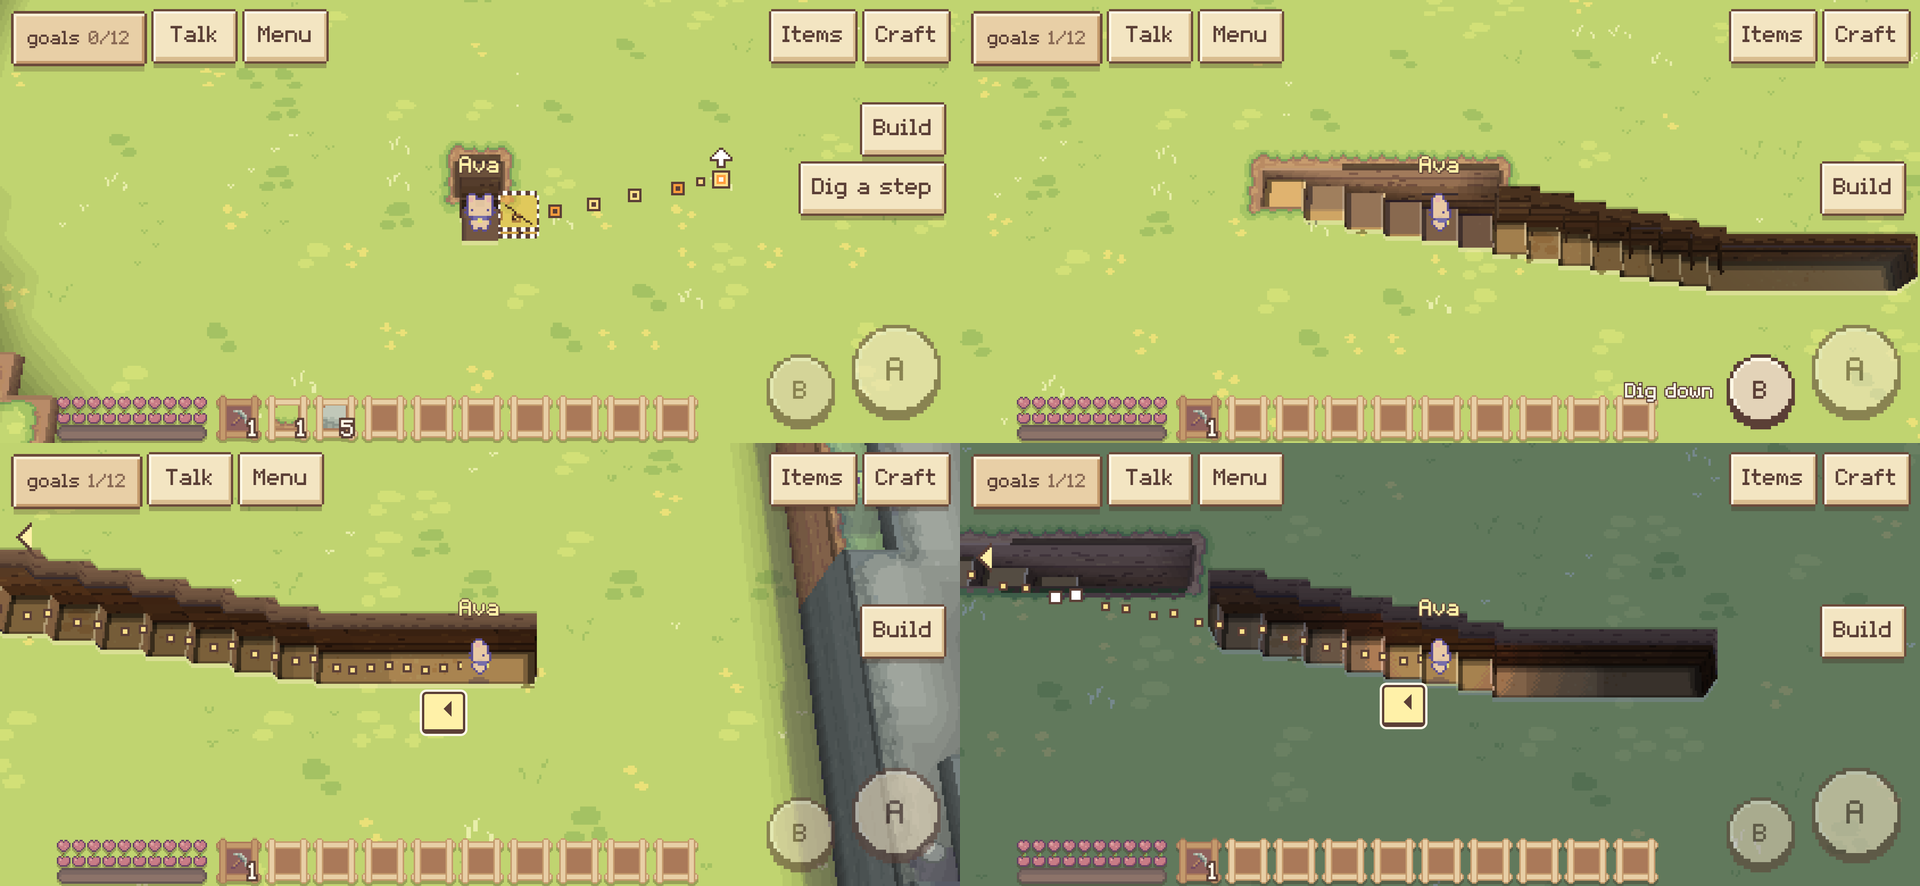 goals 0/12
Talk
Menu
Items
Craft
Build
Dig a step
Ava
B
A
1
1
5
goals 1/12
Talk
Menu
Items
Craft
Build
Ava
Dig down
B
A
1
goals 1/12
Talk
Menu
Items
Craft
Build
Ava
B
A
1
goals 1/12
Talk
Menu
Items
Craft
Build
Ava
B
A
1